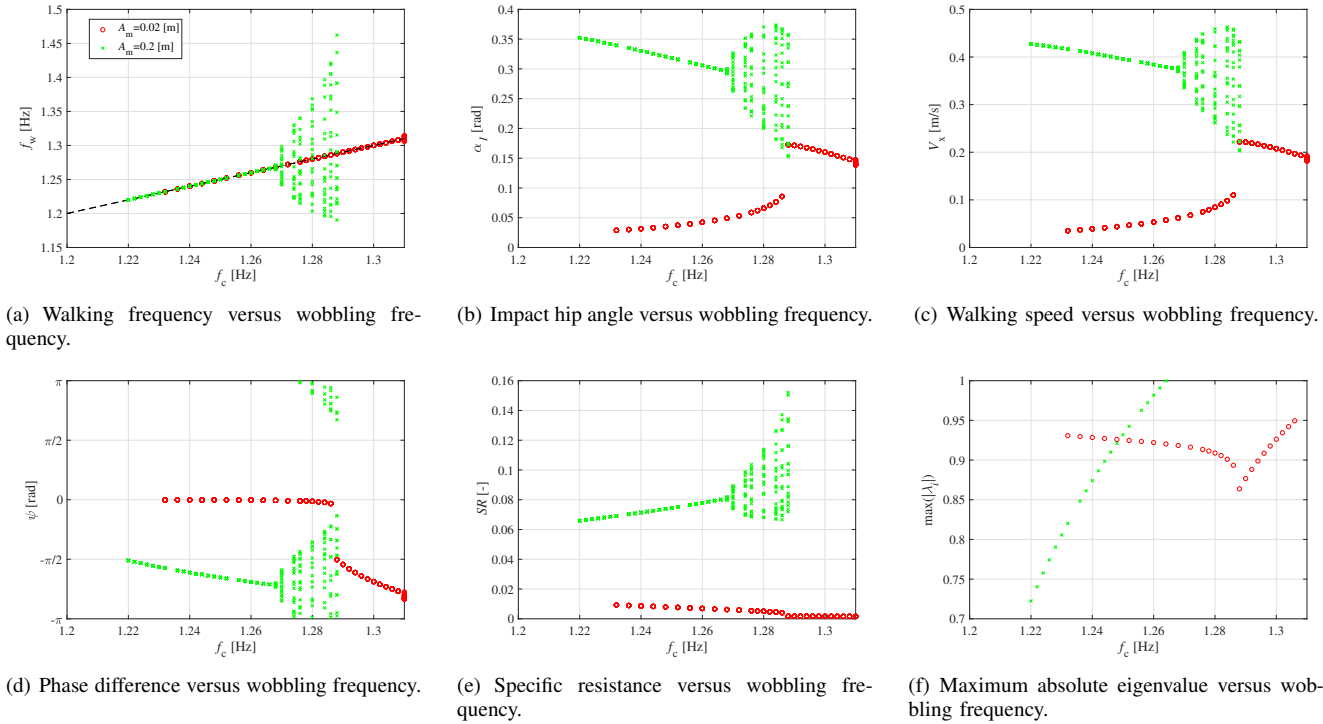 A_m=0.02 [m]
A_m=0.2 [m]
1.5
1.45
1.4
1.35
1.3
1.25
1.2
1.15
f_w [Hz]
1.2 1.22 1.24 1.26 1.28 1.3
f_c [Hz]
0.4
0.35
0.3
0.25
0.2
0.15
0.1
0.05
0
α_I [rad]
1.2 1.22 1.24 1.26 1.28 1.3
f_c [Hz]
0.5
0.4
0.3
0.2
0.1
0
V_x [m/s]
1.2 1.22 1.24 1.26 1.28 1.3
f_c [Hz]
(a) Walking frequency versus wobbling fre-
quency.
(b) Impact hip angle versus wobbling frequency.
(c) Walking speed versus wobbling frequency.
π
π/2
0
-π/2
-π
ψ [rad]
1.2 1.22 1.24 1.26 1.28 1.3
f_c [Hz]
0.16
0.14
0.12
0.1
0.08
0.06
0.04
0.02
0
SR [-]
1.2 1.22 1.24 1.26 1.28 1.3
f_c [Hz]
1
0.95
0.9
0.85
0.8
0.75
0.7
max(|λ_i|)
1.2 1.22 1.24 1.26 1.28 1.3
f_c [Hz]
(d) Phase difference versus wobbling frequency.
(e) Specific resistance versus wobbling fre-
quency.
(f) Maximum absolute eigenvalue versus wob-
bling frequency.